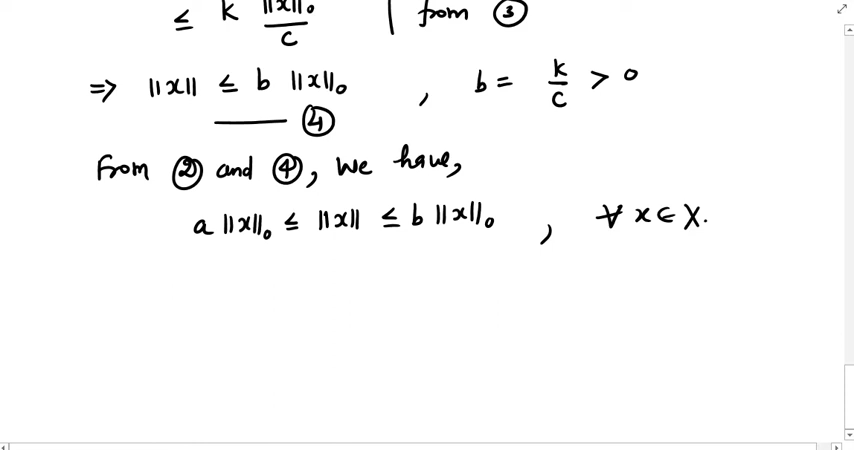 ≤ k ||x||₀/c | from ③
⇒ ||x|| ≤ b ||x||₀ , b = k/c > 0
—— ④
From ② and ④, we have,
a ||x||₀ ≤ ||x|| ≤ b ||x||₀ , ∀ x ∈ X.